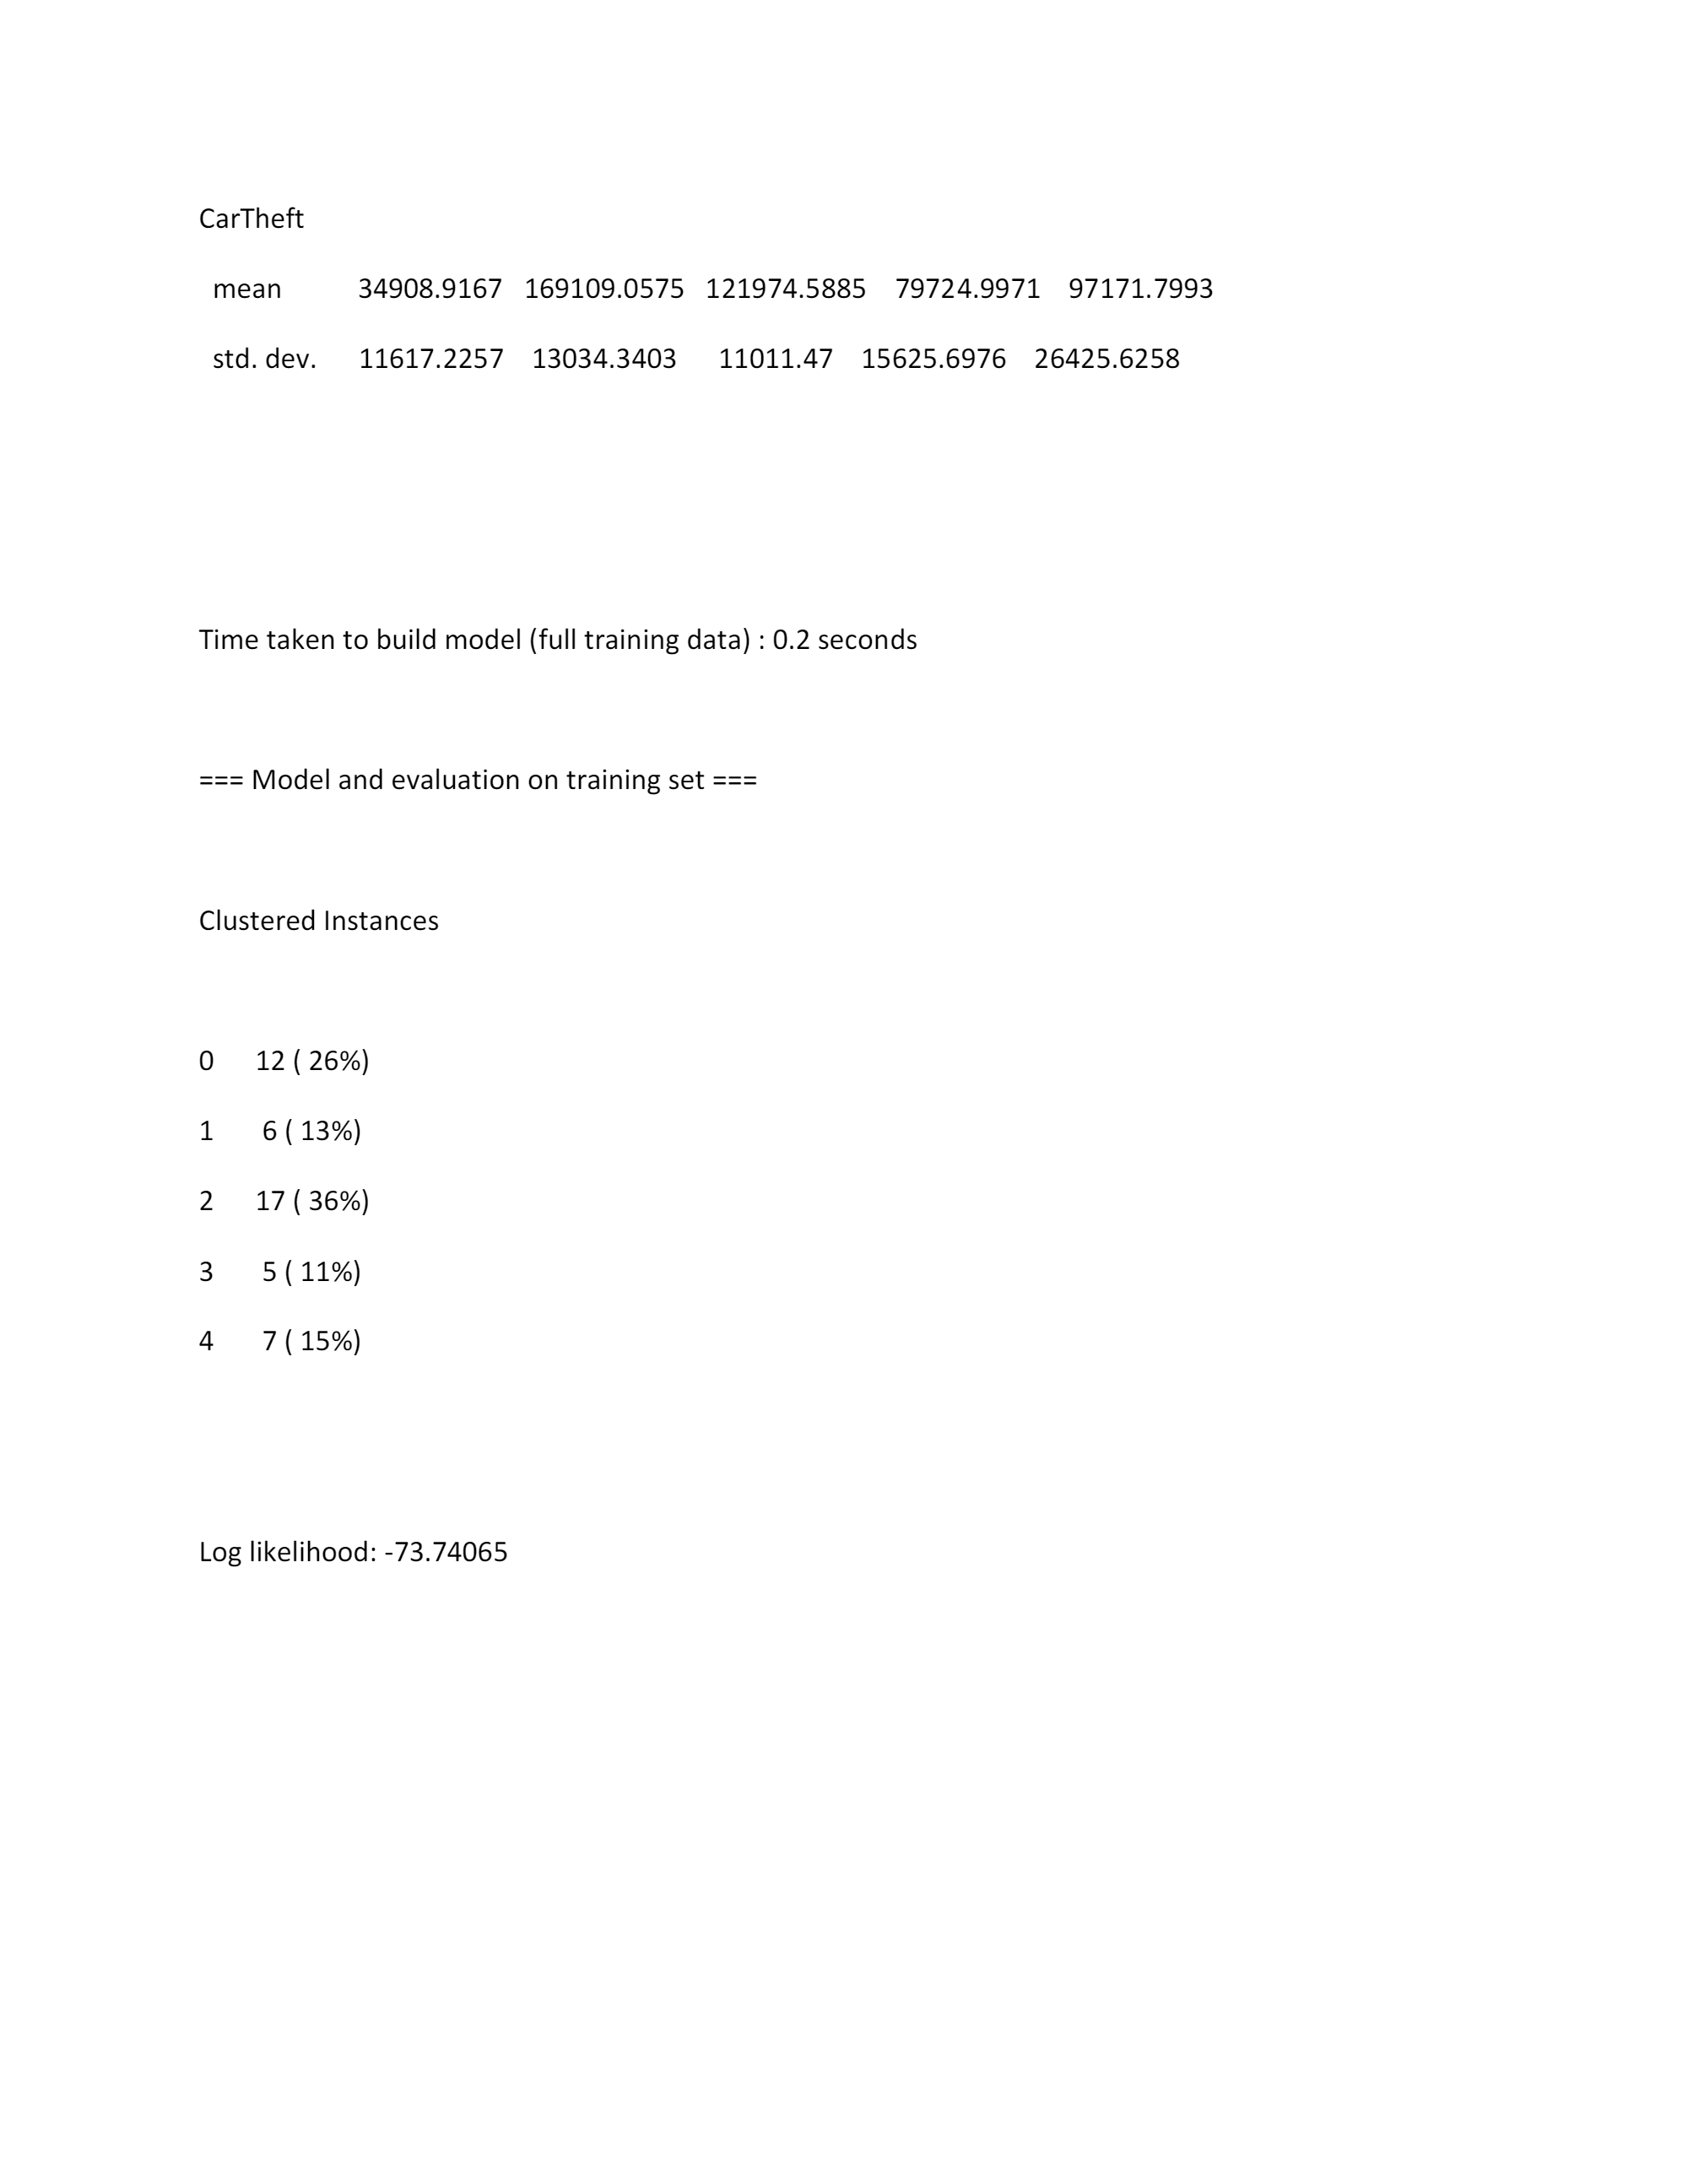 CarTheft
mean 34908.9167 169109.0575 121974.5885 79724.9971 97171.7993
std. dev. 11617.2257 13034.3403 11011.47 15625.6976 26425.6258
Time taken to build model (full training data) : 0.2 seconds
=== Model and evaluation on training set ===
Clustered Instances
0 12 ( 26%)
1 6 ( 13%)
2 17 ( 36%)
3 5 ( 11%)
4 7 ( 15%)
Log likelihood: -73.74065